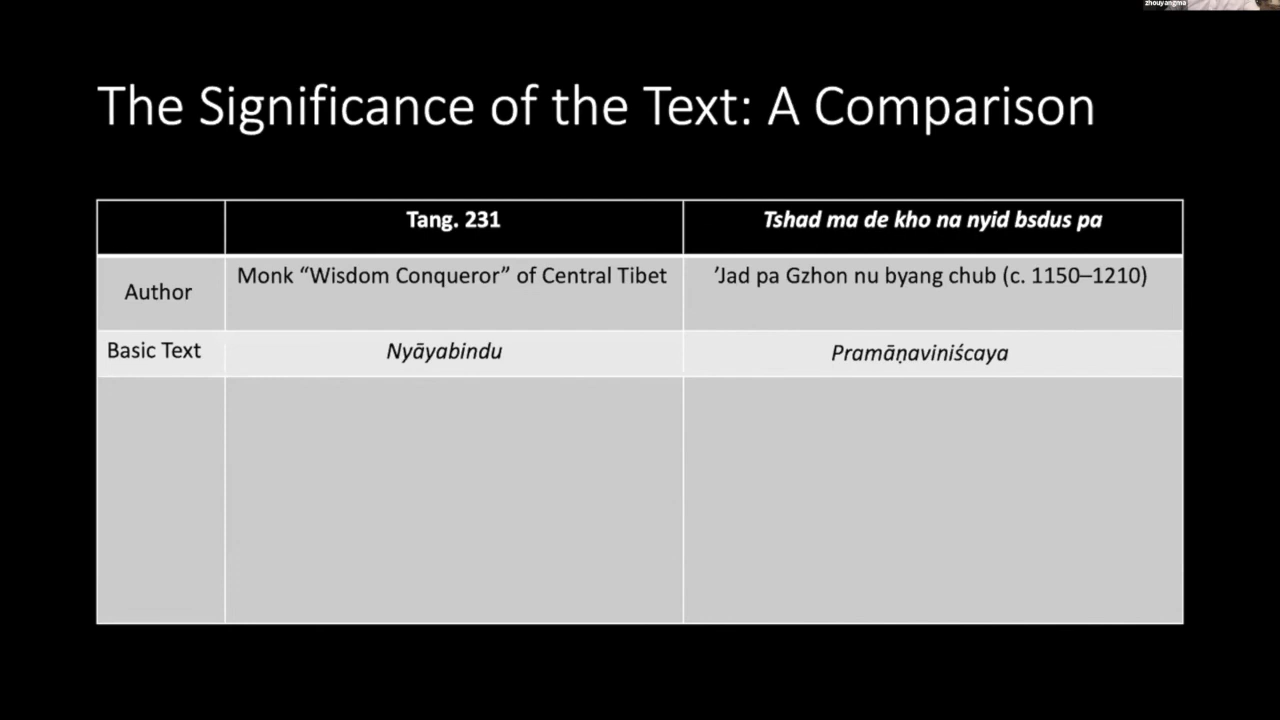 zhouyangma
The Significance of the Text: A Comparison
Tang. 231
Tshad ma de kho na nyid bsdus pa
Author
Monk “Wisdom Conqueror” of Central Tibet
’Jad pa Gzhon nu byang chub (c. 1150–1210)
Basic Text
Nyāyabindu
Pramāṇaviniścaya